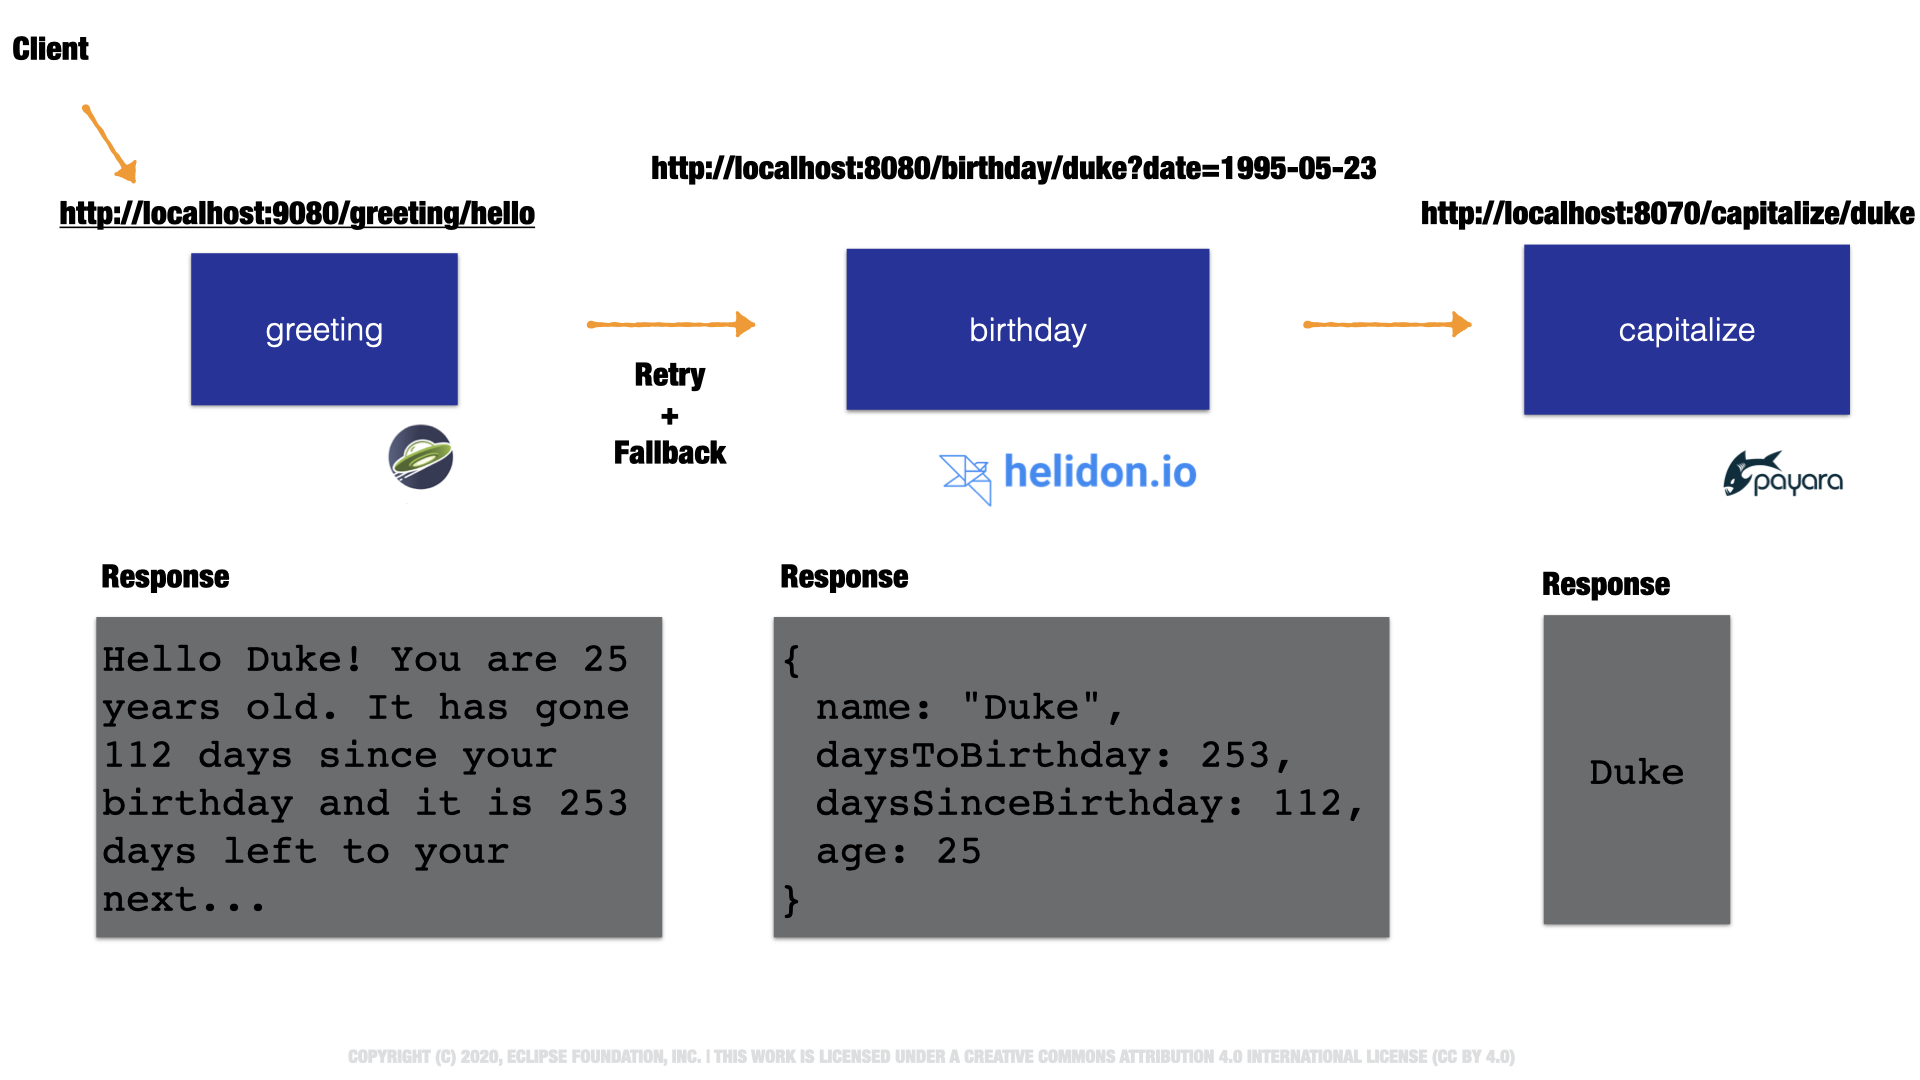 Client
http://localhost:8080/birthday/duke?date=1995-05-23
http://localhost:9080/greeting/hello
http://localhost:8070/capitalize/duke
greeting
birthday
capitalize
Retry
+
Fallback
helidon.io
payara
Response
Response
Response
Hello Duke! You are 25
years old. It has gone
112 days since your
birthday and it is 253
days left to your
next...
{
name: "Duke",
daysToBirthday: 253,
daysSinceBirthday: 112,
age: 25
}
Duke
COPYRIGHT (C) 2020, ECLIPSE FOUNDATION, INC. | THIS WORK IS LICENSED UNDER A CREATIVE COMMONS ATTRIBUTION 4.0 INTERNATIONAL LICENSE (CC BY 4.0)